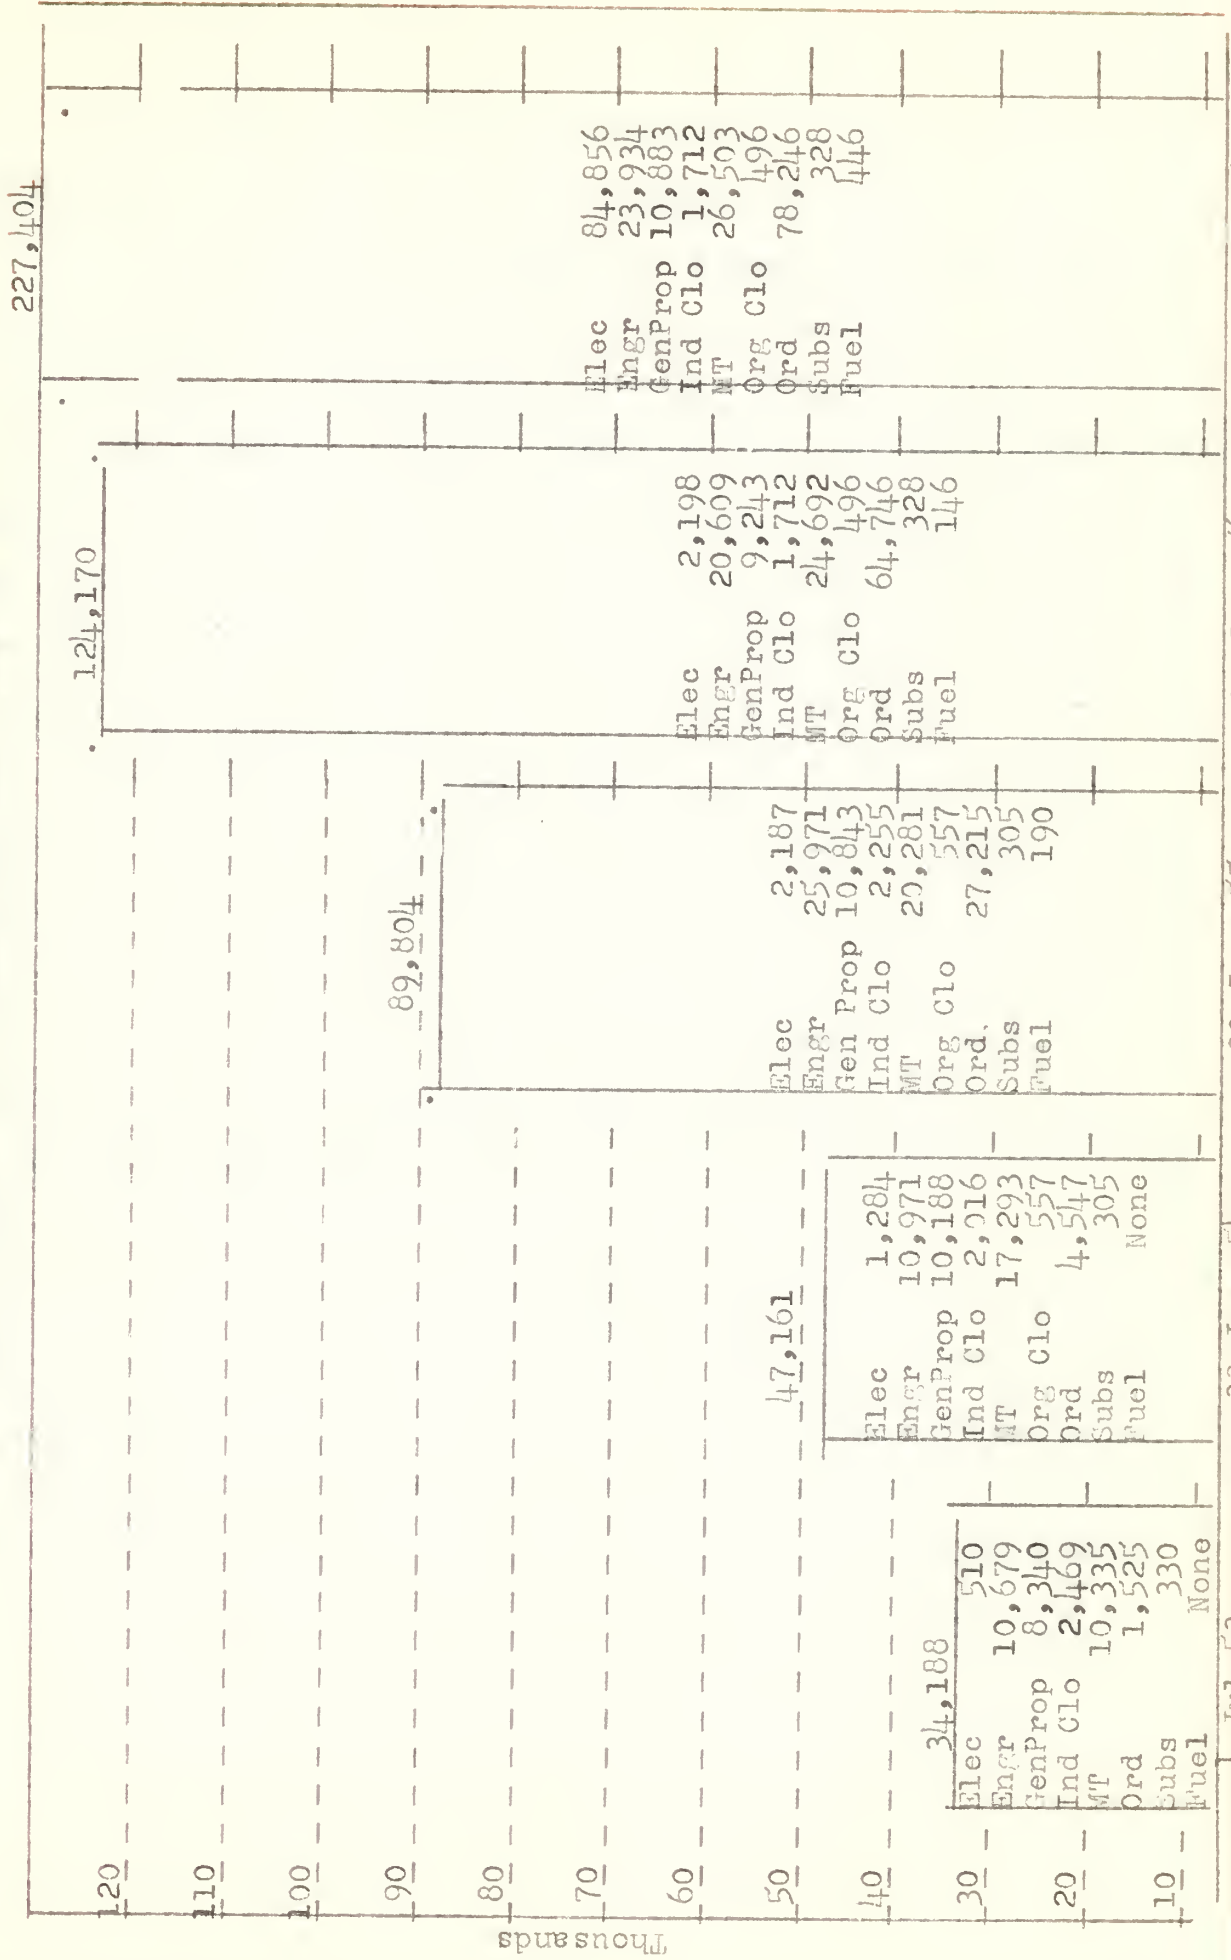 227,404
124,170
89,804
47,161
34,188
Thousands
120
110
100
90
80
70
60
50
40
30
20
10
Elec 510
Engr 10,679
GenProp 8,340
Ind Clo 2,469
MT 10,335
Ord 1,525
Subs 330
Fuel None
Elec 1,284
Engr 10,971
GenProp 10,188
Ind Clo 2,016
MT 17,293
Org Clo 557
Ord 4,547
Subs 305
Fuel None
Elec 2,187
Engr 25,971
Gen Prop 10,843
Ind Clo 2,255
MT 20,281
Org Clo 557
Ord. 27,215
Subs 305
Fuel 190
Elec 2,198
Engr 20,609
GenProp 9,243
Ind Clo 1,712
MT 24,692
Org Clo 496
Ord 64,746
Subs 328
Fuel 146
Elec 84,856
Engr 23,934
GenProp 10,883
Ind Clo 1,712
MT 26,503
Org Clo 496
Ord 78,246
Subs 328
Fuel 446